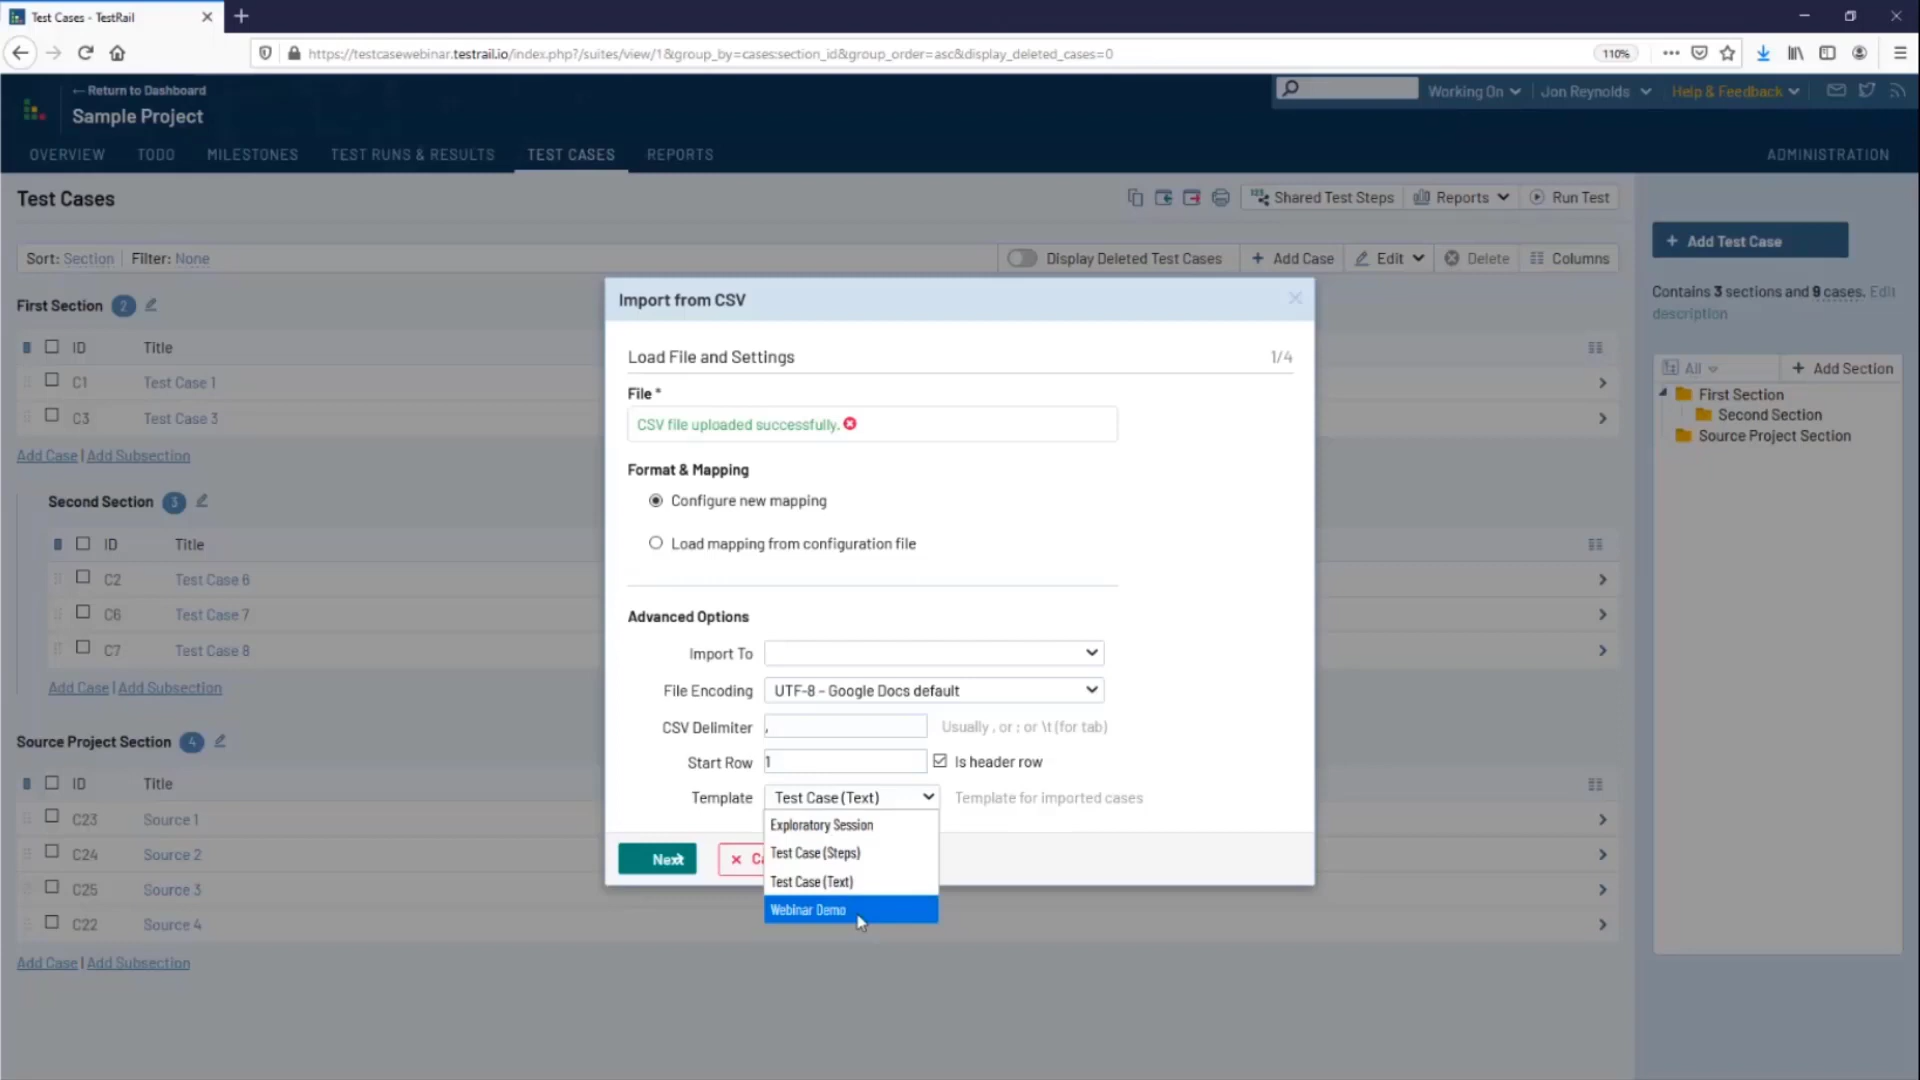 Test Cases - TestRail
https://testcasewebinar.testrail.io/index.php?/suites/view/1&group_by=cases:section_id&group_order=asc&display_deleted_cases=0
110%
Return to Dashboard
Sample Project
Working On
Jon Reynolds
Help & Feedback
OVERVIEW TODO MILESTONES TEST RUNS & RESULTS TEST CASES REPORTS ADMINISTRATION
Test Cases
Shared Test Steps
Reports
Run Test
Sort: Section Filter: None
Display Deleted Test Cases
+ Add Case
Edit
Delete
Columns
First Section 2
ID Title
C1 Test Case 1
C3 Test Case 3
Add Case | Add Subsection
Second Section 3
ID Title
C2 Test Case 6
C6 Test Case 7
C7 Test Case 8
Add Case | Add Subsection
Source Project Section 4
ID Title
C23 Source 1
C24 Source 2
C25 Source 3
C22 Source 4
Add Case | Add Subsection
Import from CSV
Load File and Settings 1/4
File *
CSV file uploaded successfully.
Format & Mapping
Configure new mapping
Load mapping from configuration file
Advanced Options
Import To
File Encoding UTF-8 - Google Docs default
CSV Delimiter , Usually , or ; or \t (for tab)
Start Row 1 Is header row
Template Test Case (Text) Template for imported cases
Exploratory Session
Test Case (Steps)
Test Case (Text)
Webinar Demo
Next
+ Add Test Case
Contains 3 sections and 9 cases. Edit
description
All
+ Add Section
First Section
Second Section
Source Project Section